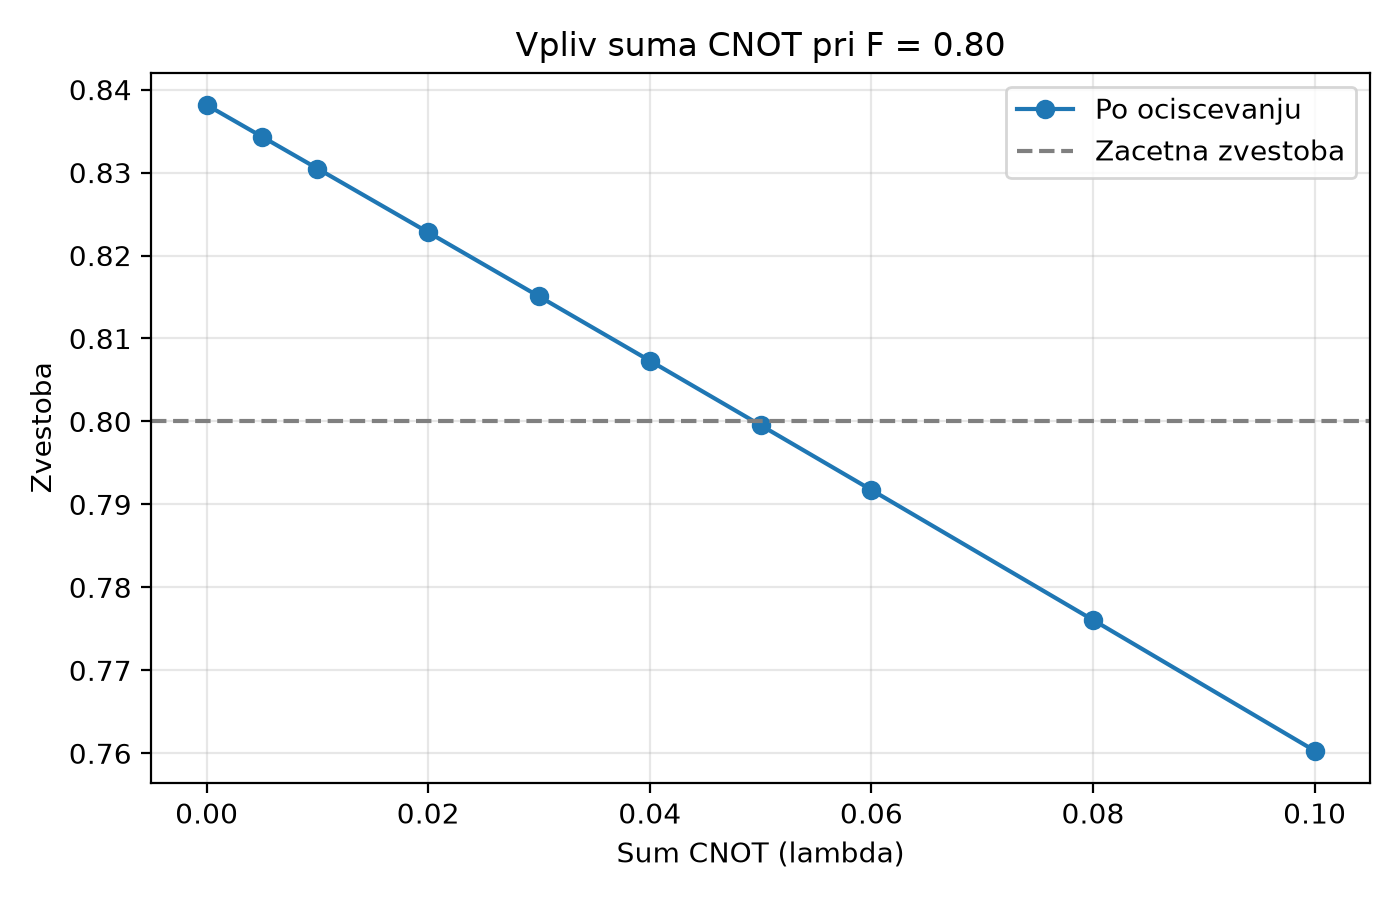 Vpliv suma CNOT pri F = 0.80
Po ociscevanju
Zacetna zvestoba
Zvestoba
0.84
0.83
0.82
0.81
0.80
0.79
0.78
0.77
0.76
0.00 0.02 0.04 0.06 0.08 0.10
Sum CNOT (lambda)